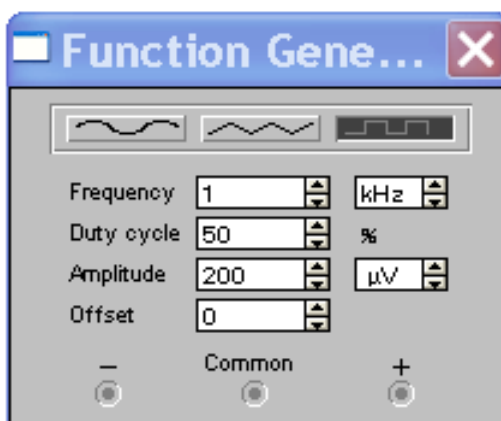 Function Gene...
Frequency 1 kHz
Duty cycle 50 %
Amplitude 200 µV
Offset 0
− Common +